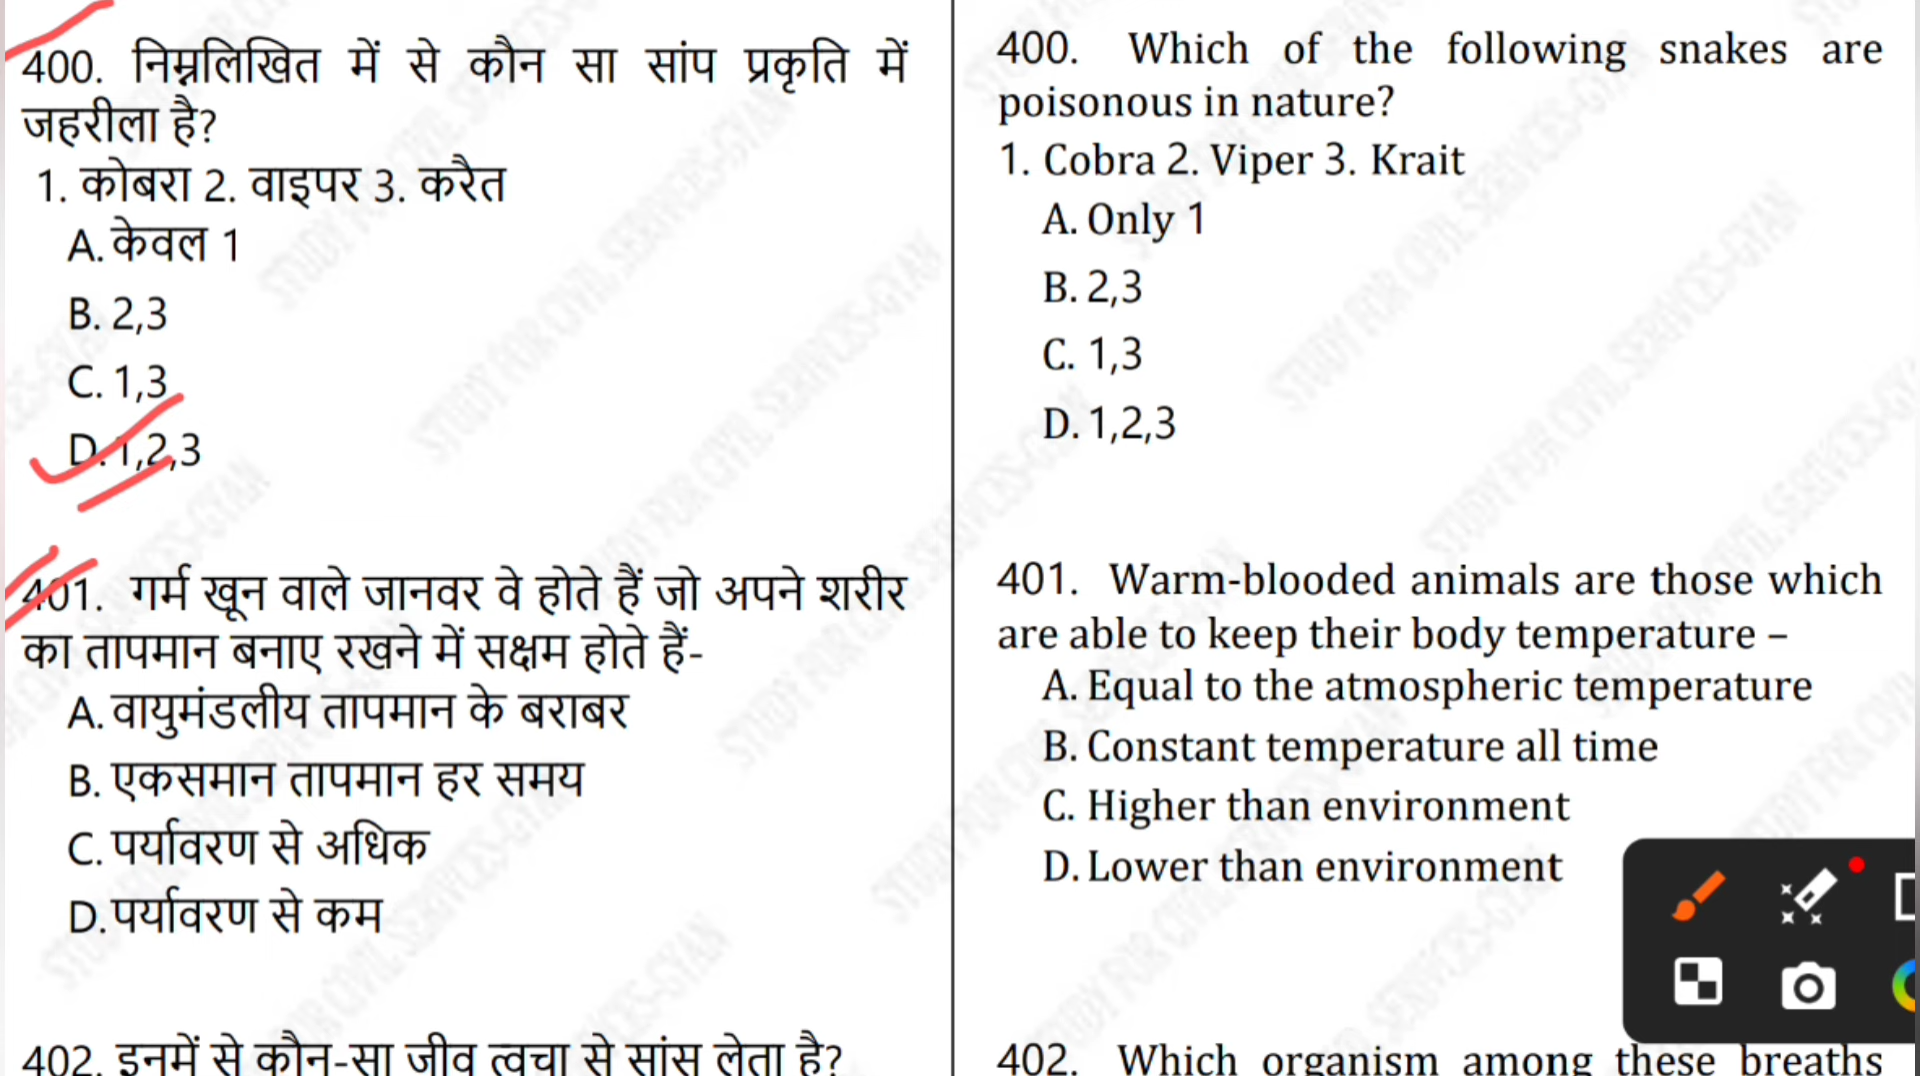 400. निम्नलिखित में से कौन सा सांप प्रकृति में
जहरीला है?
1. कोबरा 2. वाइपर 3. करैत
A. केवल 1
B. 2,3
C. 1,3
D. 1,2,3
401. गर्म खून वाले जानवर वे होते हैं जो अपने शरीर
का तापमान बनाए रखने में सक्षम होते हैं-
A. वायुमंडलीय तापमान के बराबर
B. एकसमान तापमान हर समय
C. पर्यावरण से अधिक
D. पर्यावरण से कम
402. इनमें से कौन-सा जीव त्वचा से सांस लेता है?
400. Which of the following snakes are
poisonous in nature?
1. Cobra 2. Viper 3. Krait
A. Only 1
B. 2,3
C. 1,3
D. 1,2,3
401. Warm-blooded animals are those which
are able to keep their body temperature –
A. Equal to the atmospheric temperature
B. Constant temperature all time
C. Higher than environment
D. Lower than environment
402. Which organism among these breaths
STUDY FOR CIVIL SERIVCES-GYAN